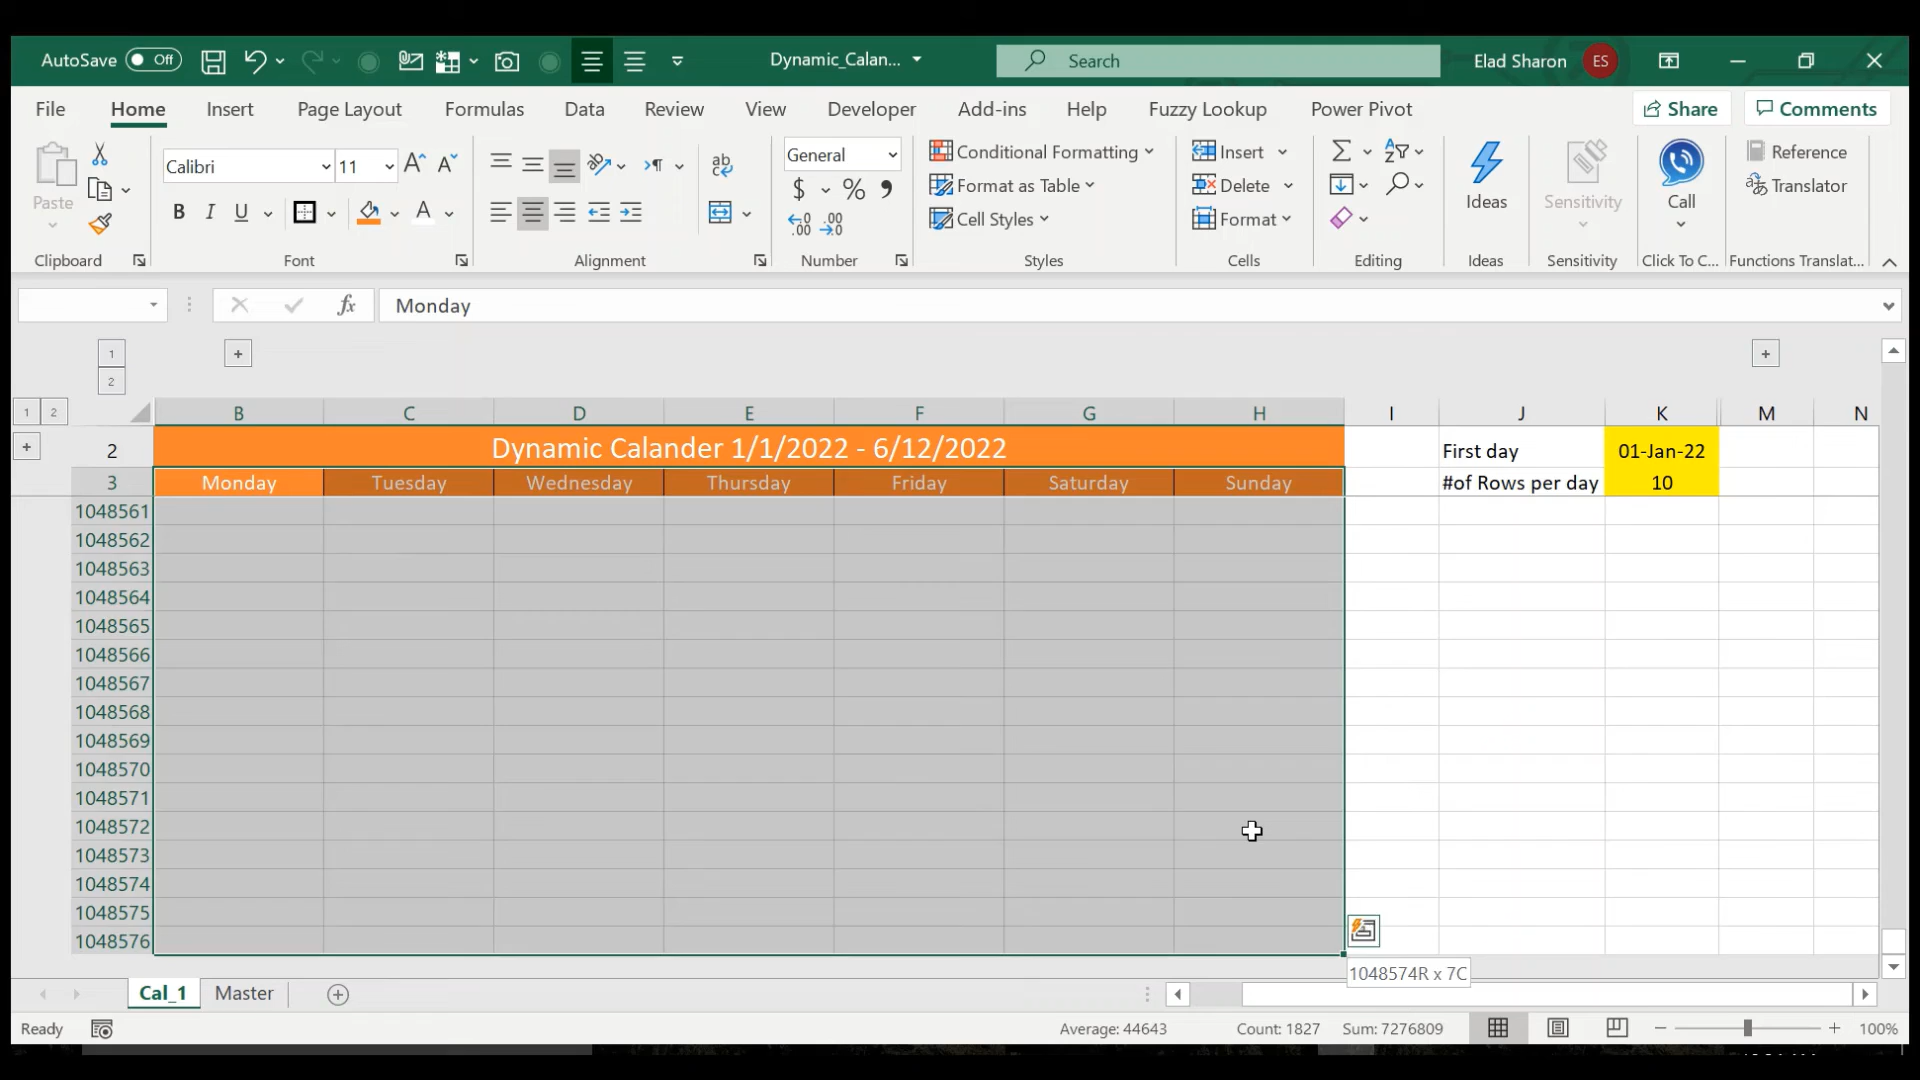 AutoSave Off Dynamic_Calan... Search Elad Sharon ES
File Home Insert Page Layout Formulas Data Review View Developer Add-ins Help Fuzzy Lookup Power Pivot Share Comments
Paste
Clipboard
Calibri 11
B I U A
Font
ab
Alignment
General
$ % ,
Number
Conditional Formatting
Format as Table
Cell Styles
Styles
Insert
Delete
Format
Cells
Editing
Ideas
Ideas
Sensitivity
Sensitivity
Call
Click To C...
Reference
Translator
Functions Translat...
fx Monday
1
2
1 2
B C D E F G H I J K M N
2 Dynamic Calander 1/1/2022 - 6/12/2022 First day 01-Jan-22
3 Monday Tuesday Wednesday Thursday Friday Saturday Sunday #of Rows per day 10
1048561
1048562
1048563
1048564
1048565
1048566
1048567
1048568
1048569
1048570
1048571
1048572
1048573
1048574
1048575
1048576
1048574R x 7C
Cal_1 Master
Ready Average: 44643 Count: 1827 Sum: 7276809 100%